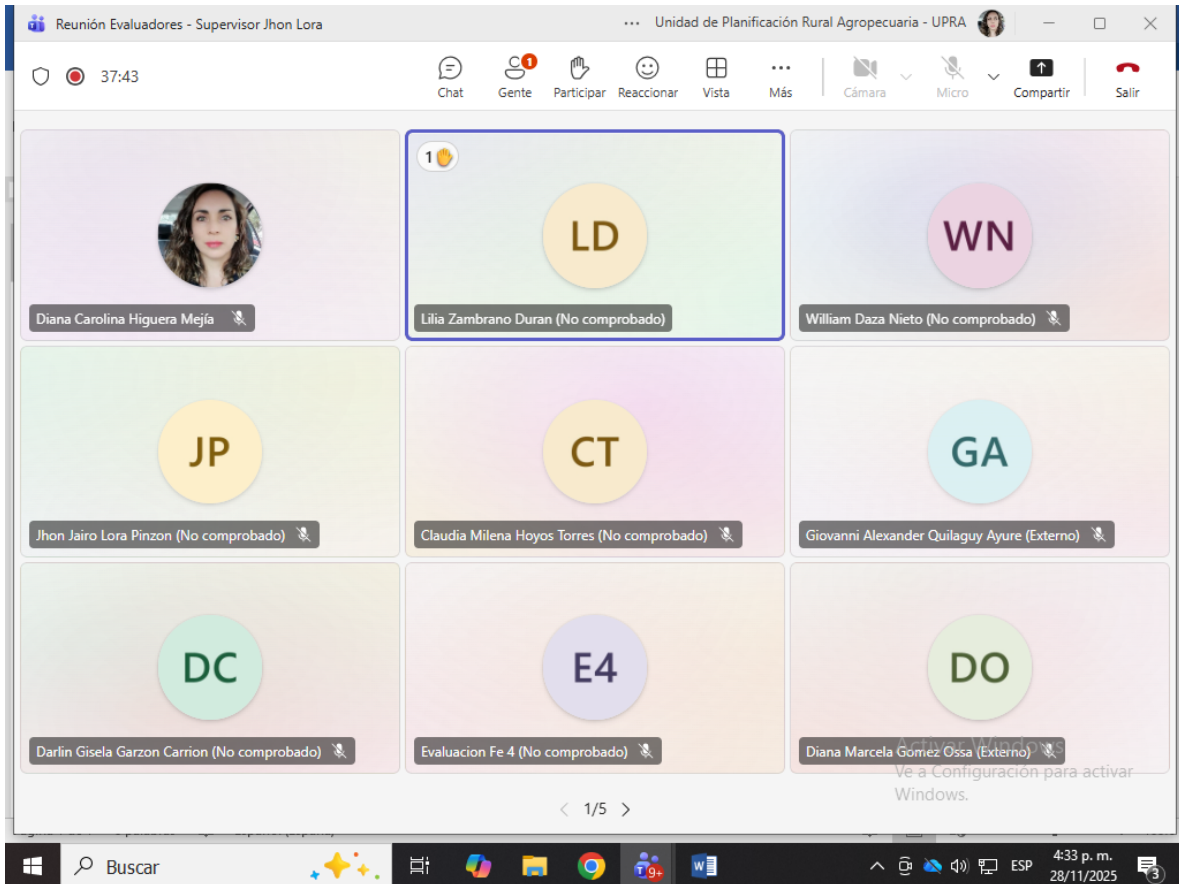 Reunión Evaluadores - Supervisor Jhon Lora
... Unidad de Planificación Rural Agropecuaria - UPRA
37:43
1
Chat
Gente
Participar
Reaccionar
Vista
Más
Cámara
Micro
Compartir
Salir
Diana Carolina Higuera Mejía
1
LD
Lilia Zambrano Duran (No comprobado)
WN
William Daza Nieto (No comprobado)
JP
Jhon Jairo Lora Pinzon (No comprobado)
CT
Claudia Milena Hoyos Torres (No comprobado)
GA
Giovanni Alexander Quilaguy Ayure (Externo)
DC
Darlin Gisela Garzon Carrion (No comprobado)
E4
Evaluacion Fe 4 (No comprobado)
DO
Diana Marcela Gomez Ossa (Externo)
Activar Windows
Ve a Configuración para activar
Windows.
1/5
Buscar
9+
ESP
4:33 p. m.
28/11/2025
3